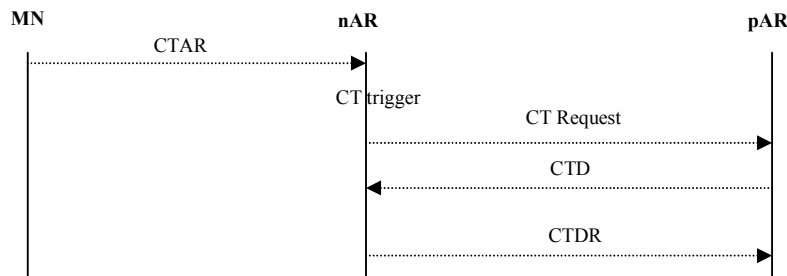 MN
nAR
pAR
CTAR
CT trigger
CT Request
CTD
CTDR